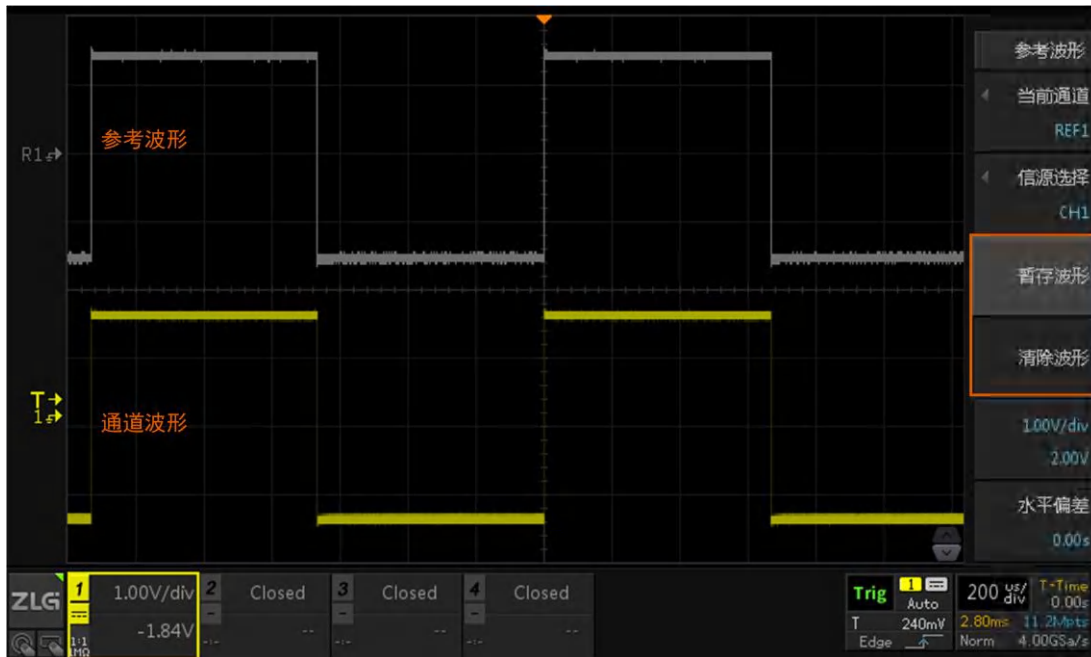 参考波形
当前通道
REF1
信源选择
CH1
暂存波形
清除波形
1.00V/div
2.00V
水平偏差
0.00s
参考波形
R1
T
1
通道波形
ZLG
1
1.00V/div
-1.84V
1:1
1MΩ
2
Closed
--
-:-
3
Closed
--
-:-
4
Closed
--
-:-
Trig
1
Auto
T
240mV
Edge
200 us/div
T-Time
0.00s
2.80ms
11.2Mpts
Norm
4.00GSa/s